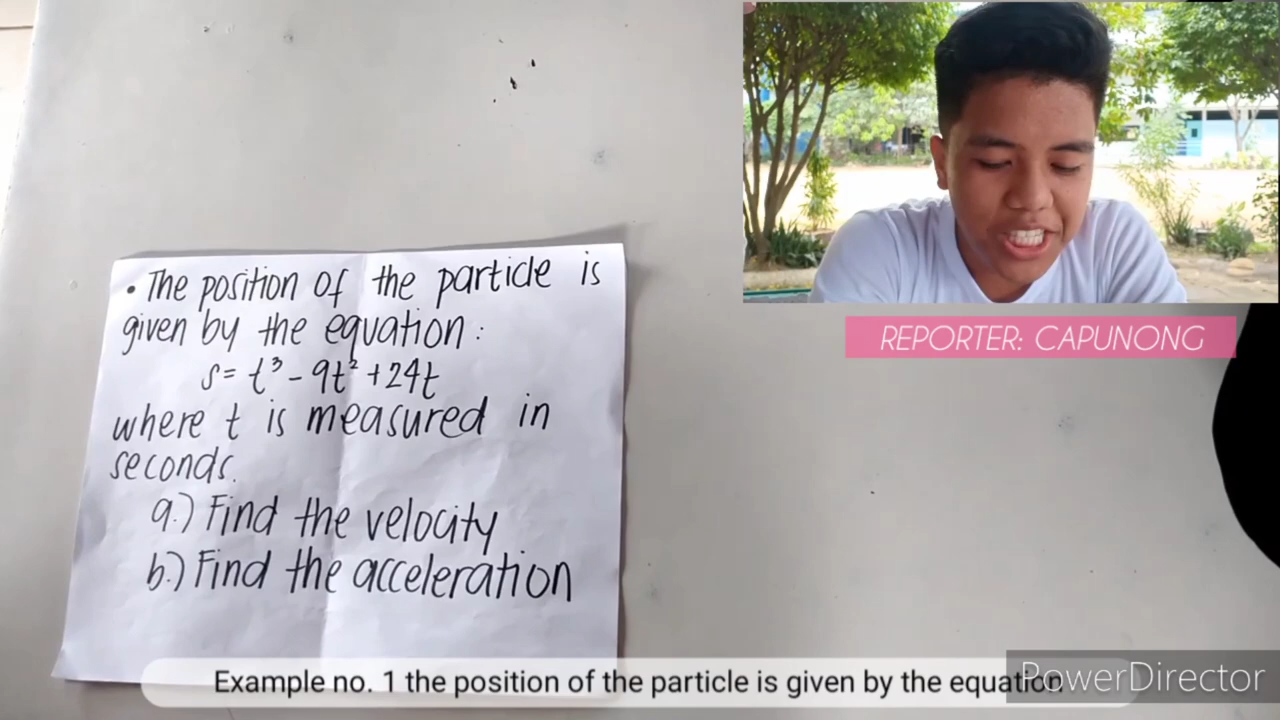 • The position of the particle is
given by the equation:
s = t³ - 9t² + 24t
where t is measured in
seconds.
a.) Find the velocity
b.) Find the acceleration
REPORTER: CAPUNONG
Example no. 1 the position of the particle is given by the equation
PowerDirector